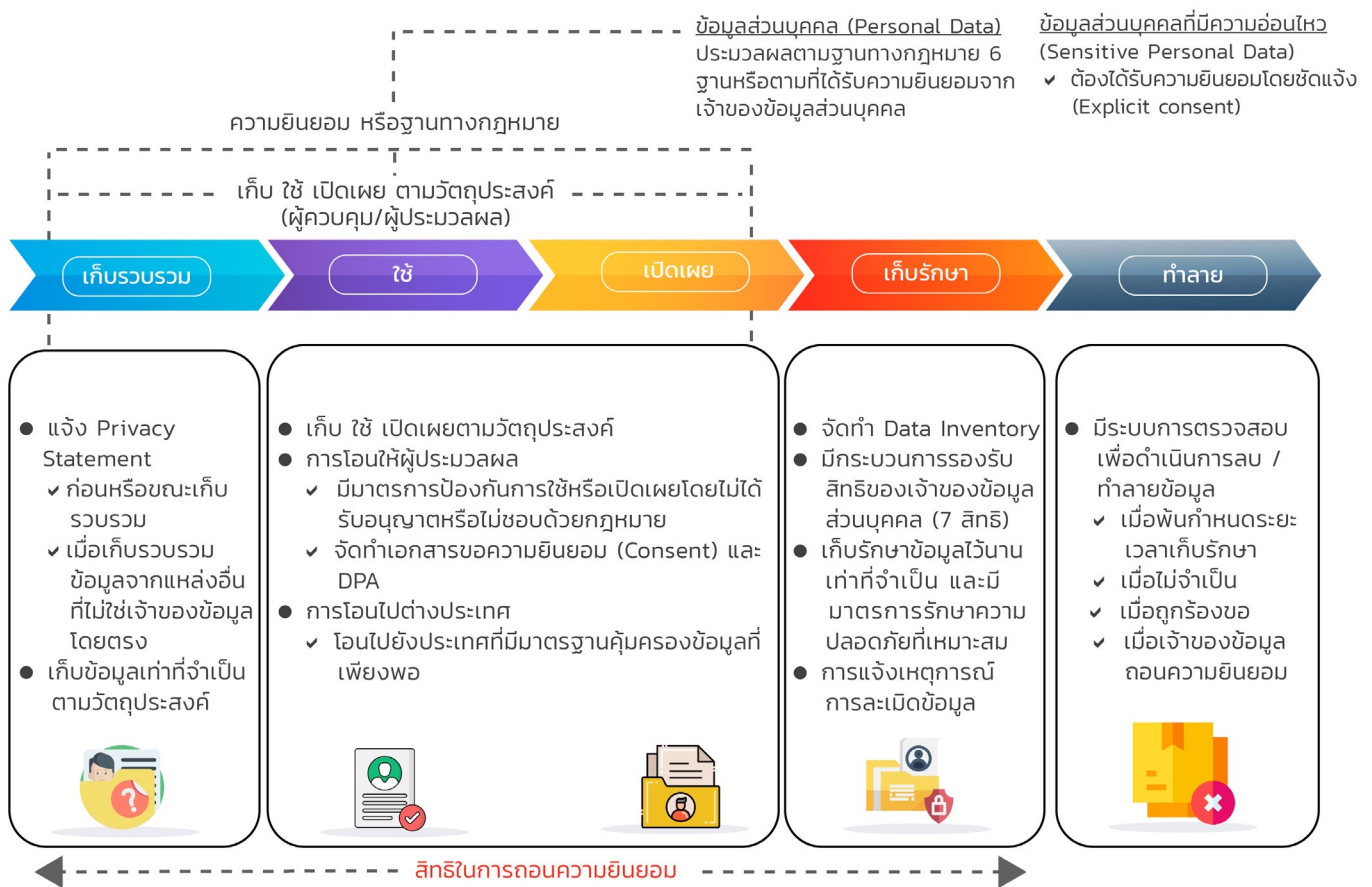 ข้อมูลส่วนบุคคล (Personal Data)
ประมวลผลตามฐานทางกฎหมาย 6
ฐานหรือตามที่ได้รับความยินยอมจาก
เจ้าของข้อมูลส่วนบุคคล
ข้อมูลส่วนบุคคลที่มีความอ่อนไหว
(Sensitive Personal Data)
✓ ต้องได้รับความยินยอมโดยชัดแจ้ง
(Explicit consent)
ความยินยอม หรือฐานทางกฎหมาย
เก็บ ใช้ เปิดเผย ตามวัตถุประสงค์
(ผู้ควบคุม/ผู้ประมวลผล)
เก็บรวบรวม
ใช้
เปิดเผย
เก็บรักษา
ทำลาย
● แจ้ง Privacy
Statement
✓ ก่อนหรือขณะเก็บ
รวบรวม
✓ เมื่อเก็บรวบรวม
ข้อมูลจากแหล่งอื่น
ที่ไม่ใช่เจ้าของข้อมูล
โดยตรง
● เก็บข้อมูลเท่าที่จำเป็น
ตามวัตถุประสงค์
● เก็บ ใช้ เปิดเผยตามวัตถุประสงค์
● การโอนให้ผู้ประมวลผล
✓ มีมาตรการป้องกันการใช้หรือเปิดเผยโดยไม่ได้
รับอนุญาตหรือไม่ชอบด้วยกฎหมาย
✓ จัดทำเอกสารขอความยินยอม (Consent) และ
DPA
● การโอนไปต่างประเทศ
✓ โอนไปยังประเทศที่มีมาตรฐานคุ้มครองข้อมูลที่
เพียงพอ
● จัดทำ Data Inventory
● มีกระบวนการรองรับ
สิทธิของเจ้าของข้อมูล
ส่วนบุคคล (7 สิทธิ)
● เก็บรักษาข้อมูลไว้นาน
เท่าที่จำเป็น และมี
มาตรการรักษาความ
ปลอดภัยที่เหมาะสม
● การแจ้งเหตุการณ์
การละเมิดข้อมูล
● มีระบบการตรวจสอบ
เพื่อดำเนินการลบ /
ทำลายข้อมูล
✓ เมื่อพ้นกำหนดระยะ
เวลาเก็บรักษา
✓ เมื่อไม่จำเป็น
✓ เมื่อถูกร้องขอ
✓ เมื่อเจ้าของข้อมูล
ถอนความยินยอม
?
สิทธิในการถอนความยินยอม